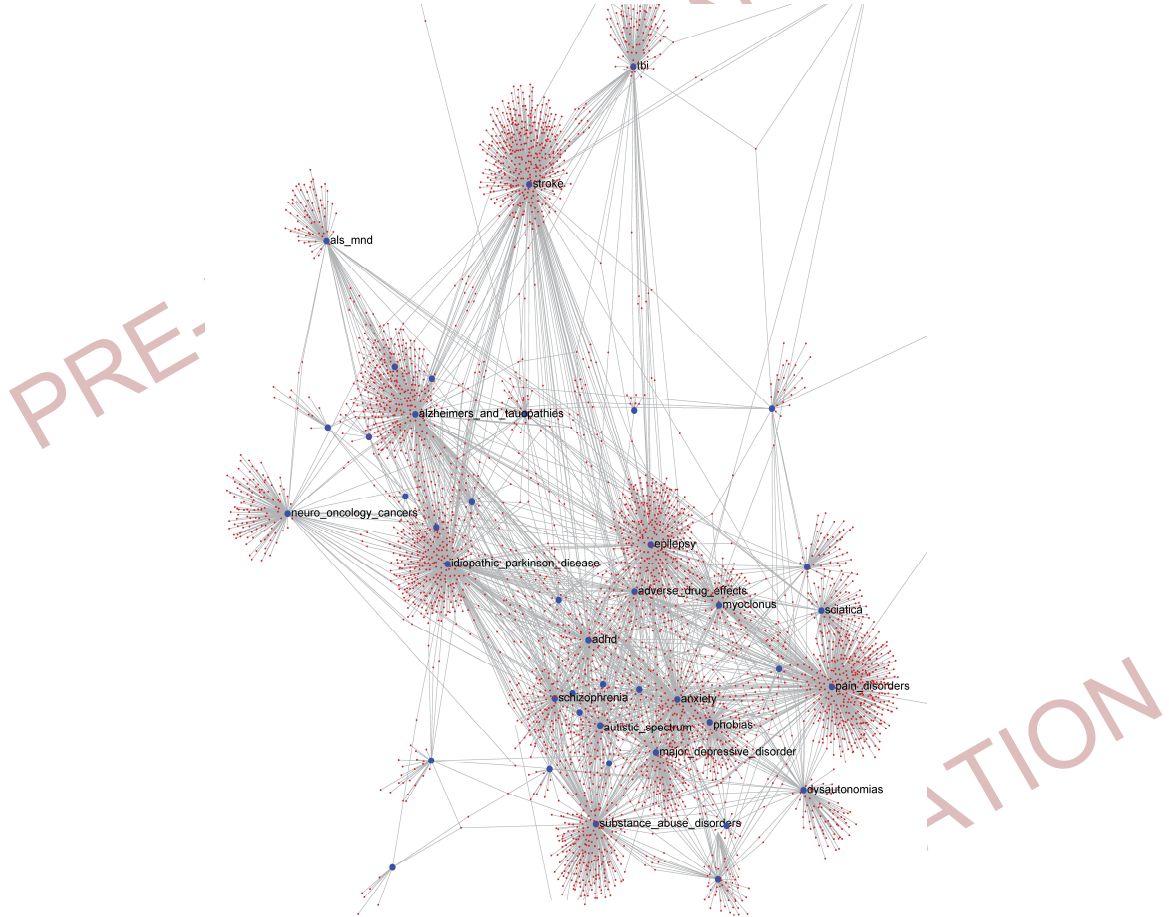 tbi
stroke
als_mnd
PRE-
alzheimers_and_tauopathies
neuro_oncology_cancers
epilepsy
idiopathic_parkinson_disease
adverse_drug_effects
myoclonus
sciatica
adhd
pain_disorders
schizophrenia
anxiety
phobias
autistic_spectrum
major_depressive_disorder
ATION
dysautonomias
substance_abuse_disorders